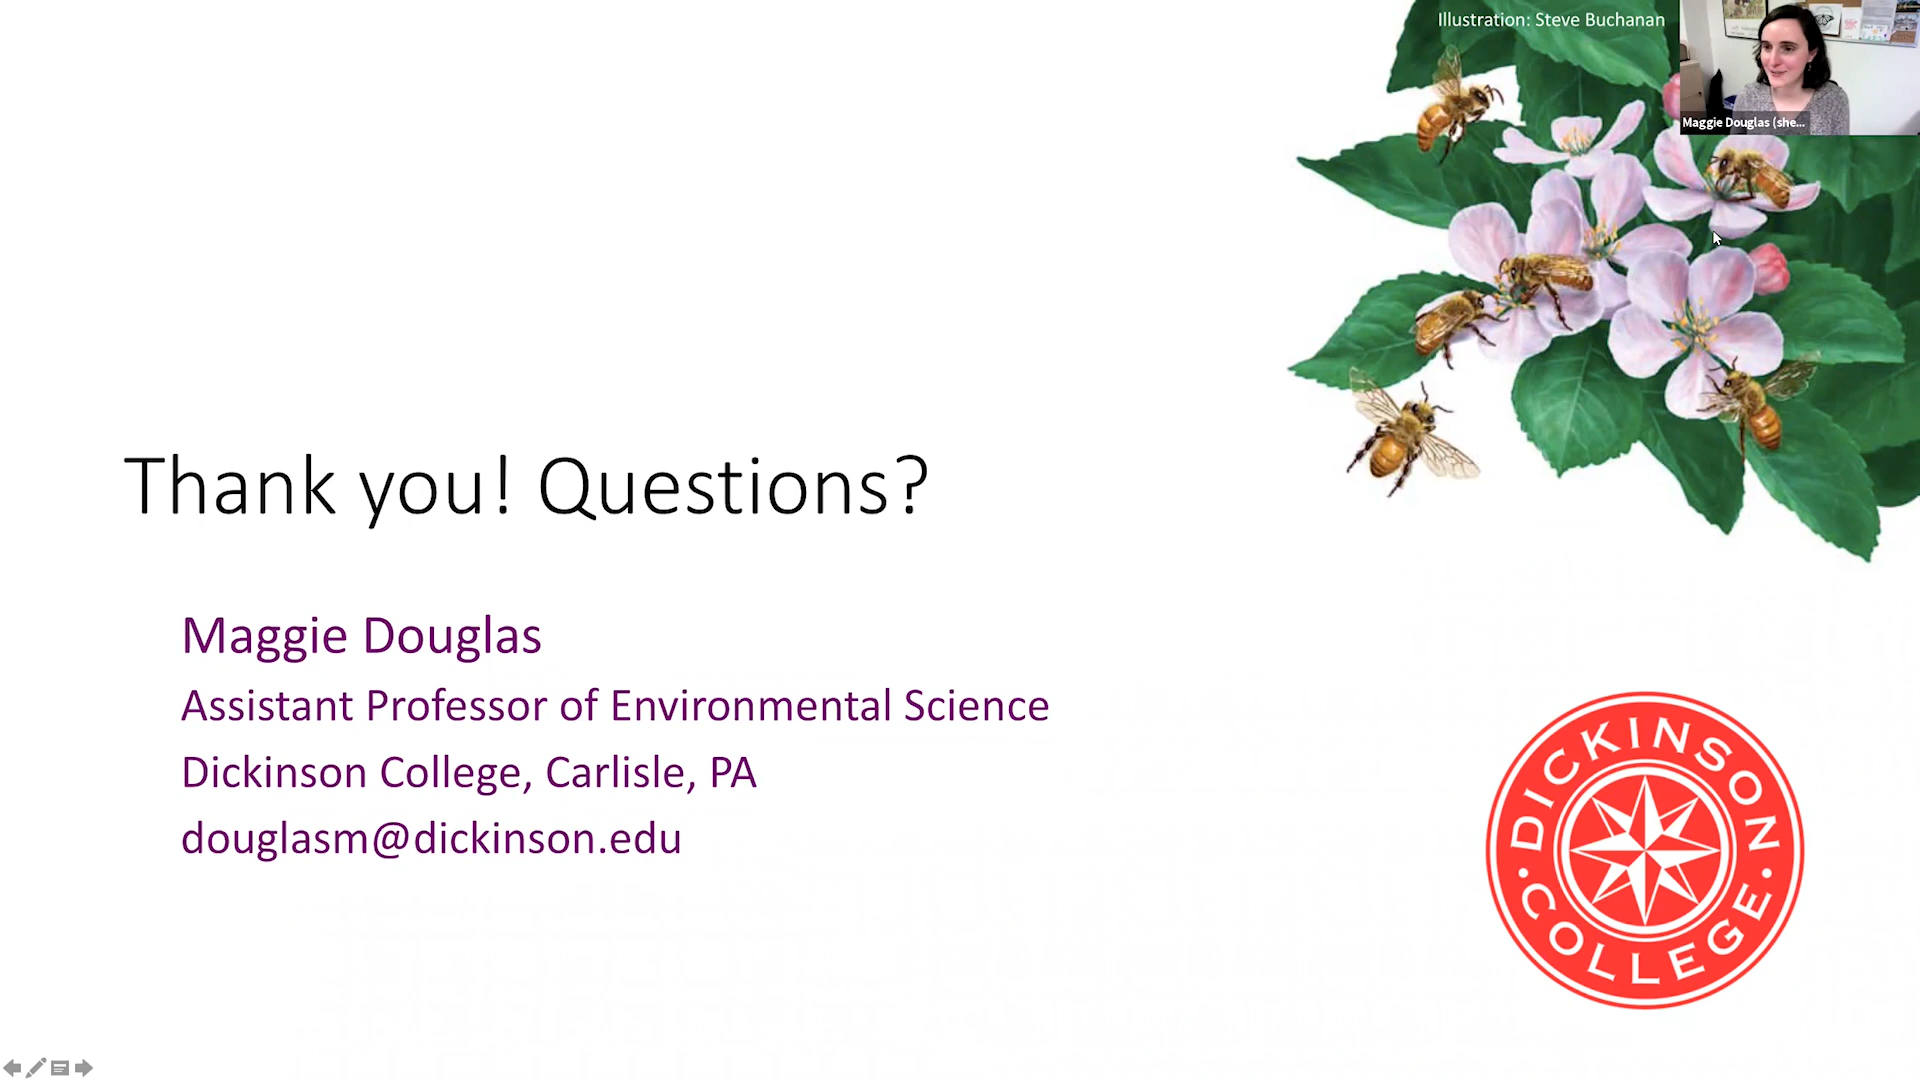 Illustration: Steve Buchanan
Maggie Douglas (she...
Thank you! Questions?
Maggie Douglas
Assistant Professor of Environmental Science
Dickinson College, Carlisle, PA
douglasm@dickinson.edu
DICKINSON
COLLEGE